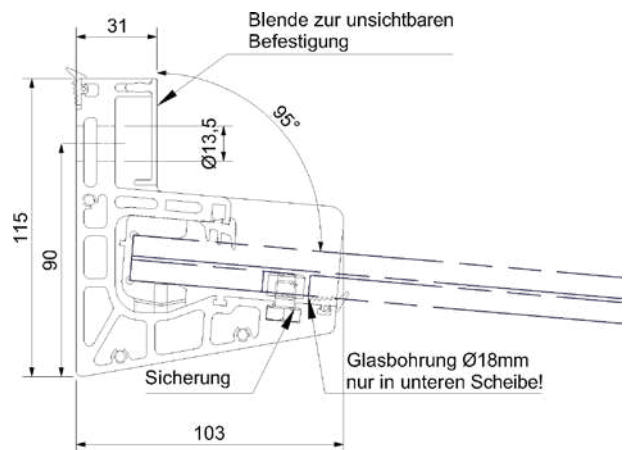 31
Blende zur unsichtbaren
Befestigung
95°
Ø13,5
115
90
Sicherung
Glasbohrung Ø18mm
nur in unteren Scheibe!
103